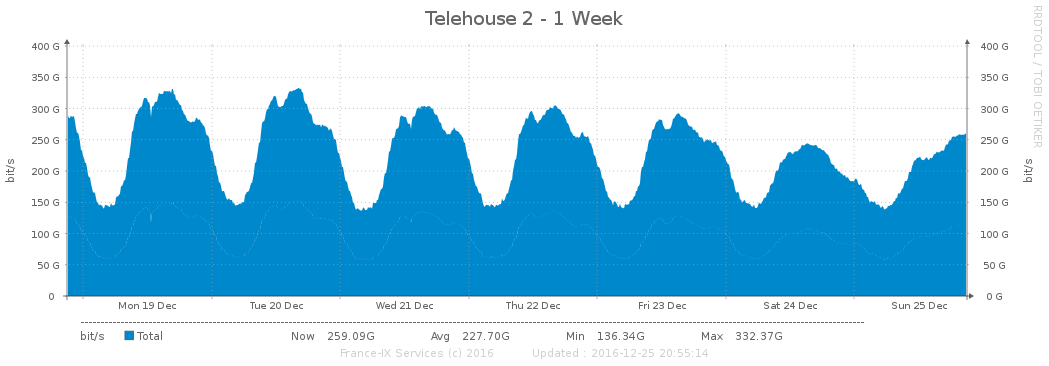 Telehouse 2 - 1 Week
RRDTOOL / TOBI OETIKER
400 G 400 G
350 G 350 G
300 G 300 G
250 G 250 G
200 G 200 G
150 G 150 G
100 G 100 G
50 G 50 G
0 0 G
bit/s bit/s
Mon 19 Dec Tue 20 Dec Wed 21 Dec Thu 22 Dec Fri 23 Dec Sat 24 Dec Sun 25 Dec
bit/s Total Now 259.09G Avg 227.70G Min 136.34G Max 332.37G
France-IX Services (c) 2016 Updated : 2016-12-25 20:55:14